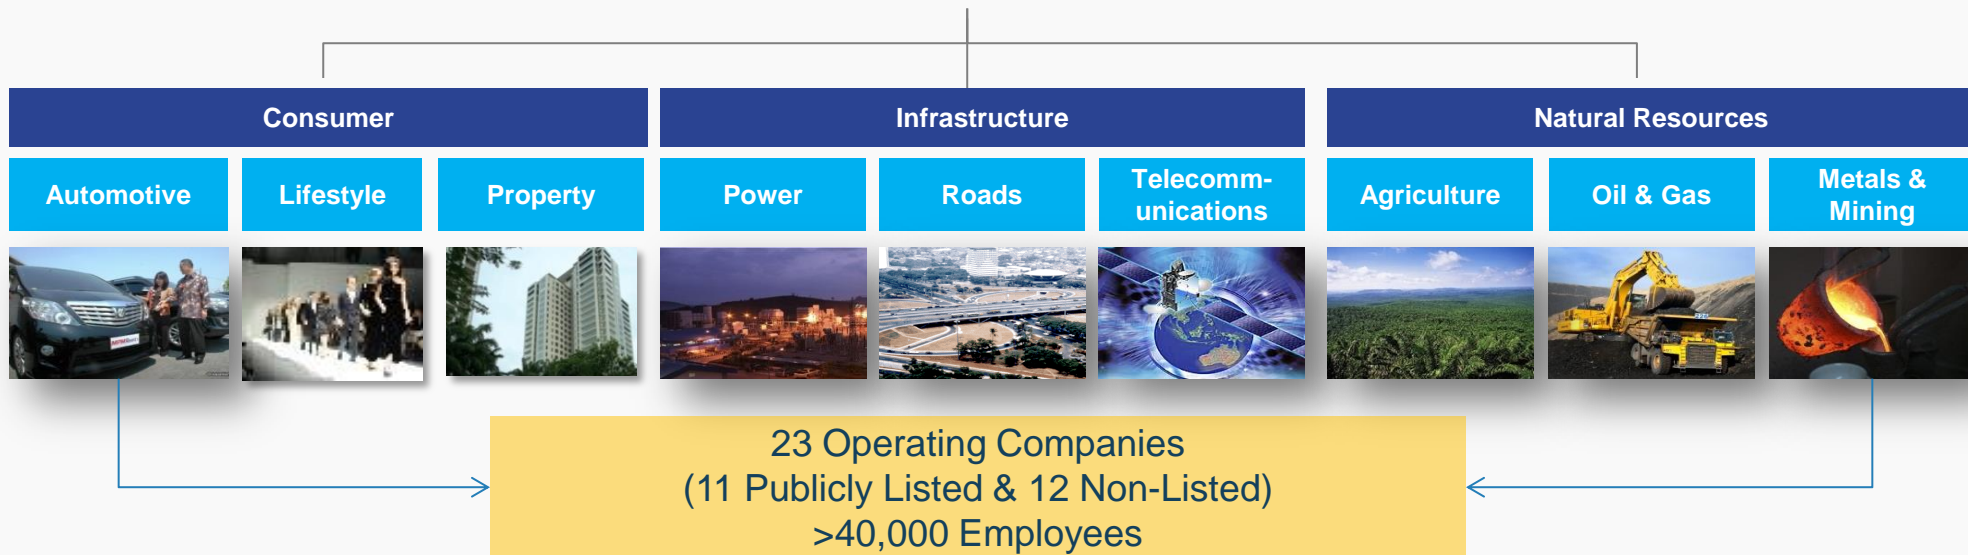 Consumer
Infrastructure
Natural Resources
Automotive
Lifestyle
Property
Power
Roads
Telecomm-
unications
Agriculture
Oil & Gas
Metals &
Mining
23 Operating Companies
(11 Publicly Listed & 12 Non-Listed)
>40,000 Employees